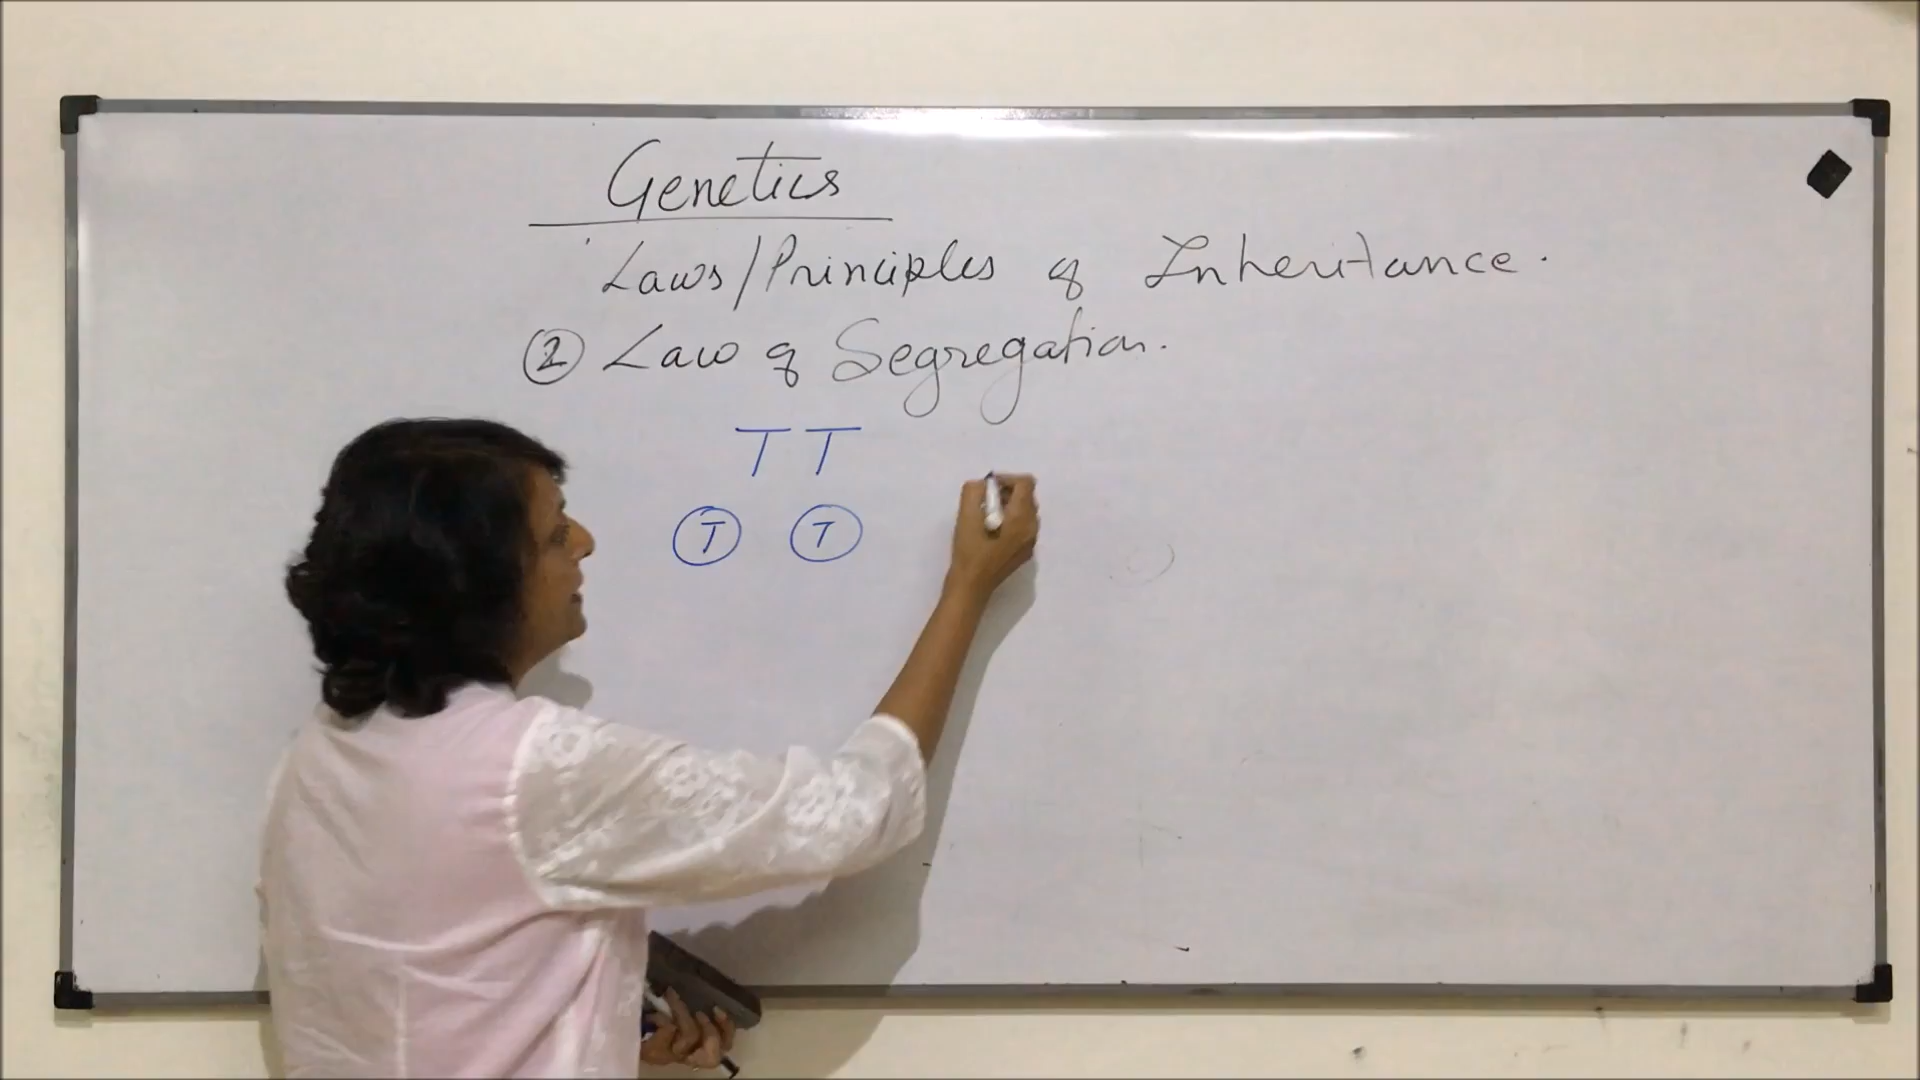 Genetics
Laws/Principles of Inheritance.
② Law of Segregation.
T T
T T